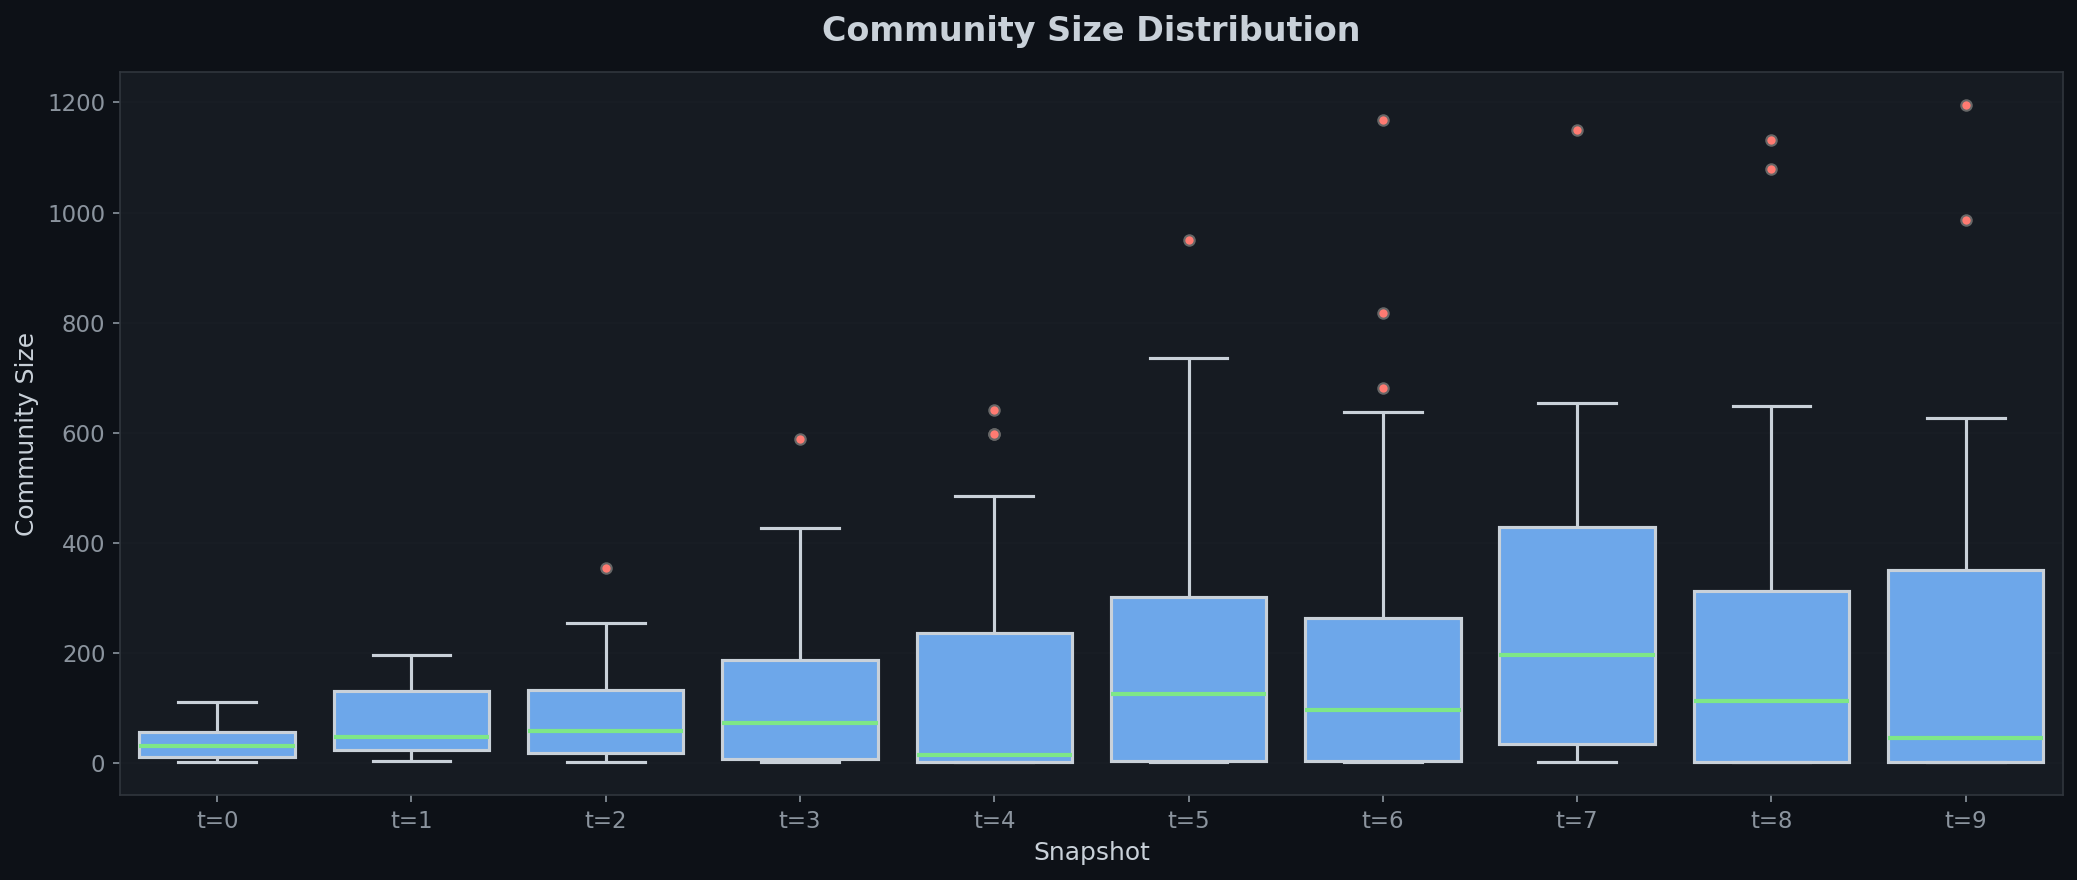 Community Size Distribution
Community Size
1200
1000
800
600
400
200
0
t=0 t=1 t=2 t=3 t=4 t=5 t=6 t=7 t=8 t=9
Snapshot